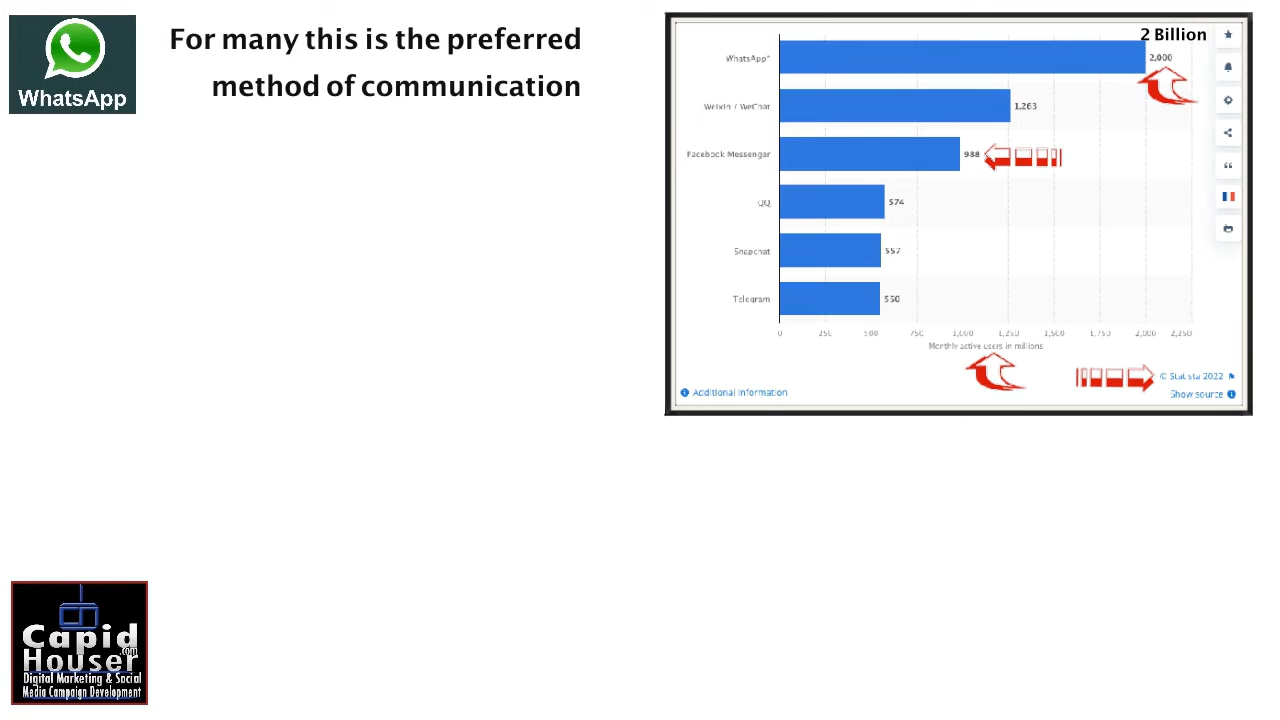 WhatsApp
For many this is the preferred
method of communication
2 Billion
WhatsApp* 2,000
Weixin / WeChat 1,263
Facebook Messenger 988
QQ 574
Snapchat 557
Telegram 550
0 250 500 750 1,000 1,250 1,500 1,750 2,000 2,250
Monthly active users in millions
© Statista 2022
Additional Information
Show source
Capid
.com
Houser
Digital Marketing & Social
Media Campaign Development